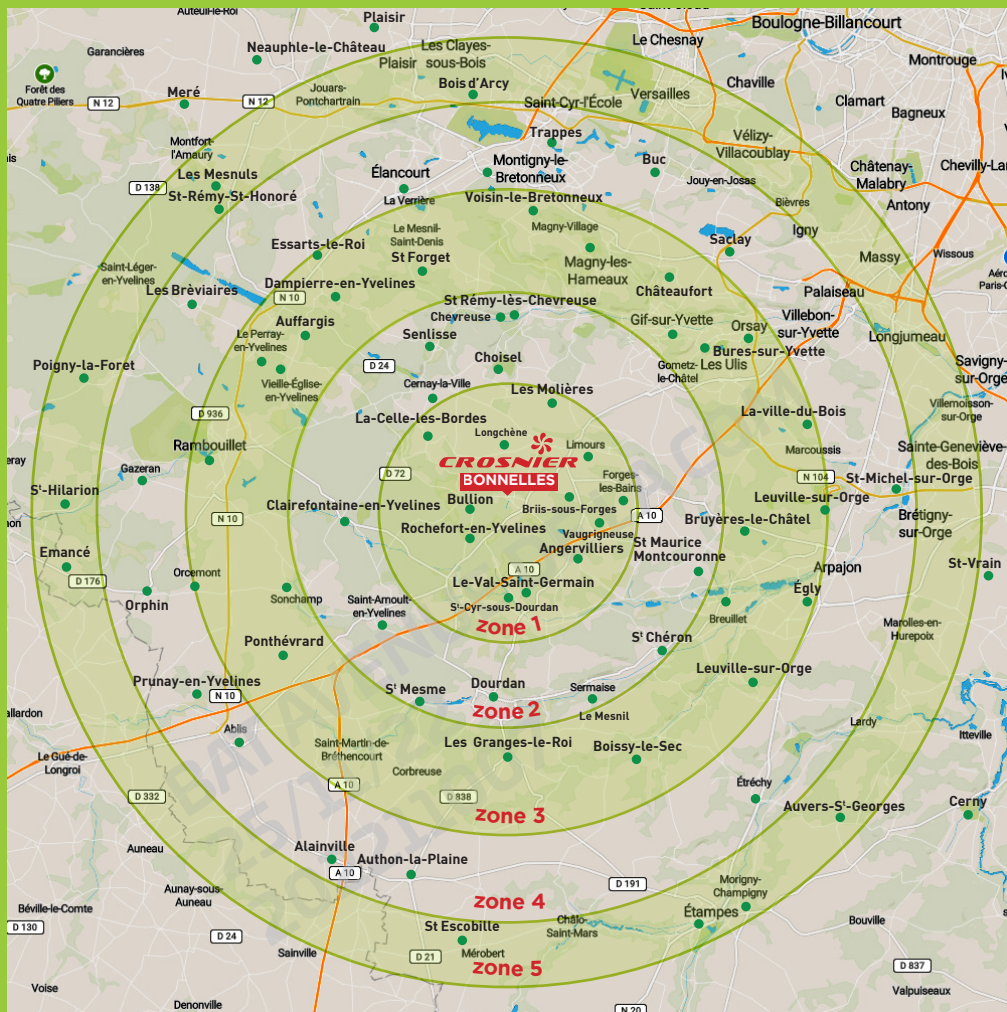 Auteuil-le-Roi
Plaisir
Boulogne-Billancourt
Garancières
Neauphle-le-Château
Les Clayes-
sous-Bois
Plaisir
Le Chesnay
Montrouge
Forêt des
Quatre Piliers
N 12
Meré
N 12
Jouars-
Pontchartrain
Bois d'Arcy
Saint-Cyr-l'École
Versailles
Chaville
Clamart
Bagneux
Montfort-
l'Amaury
Trappes
Vélizy-
Villacoublay
Châtenay-
Malabry
Chevilly-Lar
D 138
Les Mesnuls
St-Rémy-St-Honoré
Élancourt
La Verrière
Montigny-le-
Bretonneux
Buc
Jouy-en-Josas
Antony
Voisin-le-Bretonneux
Bièvres
Igny
Essarts-le-Roi
Le Mesnil-
Saint-Denis
St Forget
Magny-Village
Magny-les-
Hameaux
Saclay
Massy
Wissous
Saint-Léger-
en-Yvelines
Les Brèviaires
N 10
Dampierre-en-Yvelines
Châteaufort
Palaiseau
Auffargis
St Rémy-lès-Chevreuse
Chevreuse
Senlisse
Gif-sur-Yvette
Orsay
Villebon-
sur-Yvette
Longjumeau
Le Perray-
en-Yvelines
Poigny-la-Foret
D 24
Choisel
Gometz-
le-Châtel
Les Ulis
Bures-sur-Yvette
Savigny-
sur-Orge
Vieille-Église-
en-Yvelines
Cernay-la-Ville
Les Molières
Villemoisson-
sur-Orge
D 936
La-Celle-les-Bordes
La-ville-du-Bois
Rambouillet
Longchêne
Limours
Marcoussis
Sainte-Geneviève-
des-Bois
CROSNIER
BONNELLES
Gazeran
D 72
Forges-
les-Bains
N 104
St-Michel-sur-Orge
St-Hilarion
Clairefontaine-en-Yvelines
Bullion
Briis-sous-Forges
Leuville-sur-Orge
N 10
Rochefort-en-Yvelines
Vaugrigneuse
A 10
Bruyères-le-Châtel
Brétigny-
sur-Orge
Emancé
Angervilliers
St Maurice
Montcouronne
Arpajon
St-Vrain
D 176
Orphin
Orcemont
Sonchamp
Saint-Arnoult-
en-Yvelines
A 10
Le-Val-Saint-Germain
St-Cyr-sous-Dourdan
Égly
Breuillet
Marolles-en-
Hurepoix
zone 1
Ponthévrard
St Chéron
Prunay-en-Yvelines
N 10
St Mesme
Dourdan
Sermaise
Leuville-sur-Orge
zone 2
Le Mesnil
allardon
Ablis
Lardy
Itteville
Le Gué-de-
Longroi
Saint-Martin-de-
Bréthencourt
Les Granges-le-Roi
Boissy-le-Sec
Corbreuse
A 10
D 838
Étréchy
D 332
zone 3
Auvers-St-Georges
Cerny
Auneau
Alainville
A 10
Authon-la-Plaine
D 191
Morigny-
Champigny
Aunay-sous-
Auneau
Béville-le-Comte
zone 4
Étampes
D 130
D 24
St Escobille
Châlo-
Saint-Mars
Bouville
Sainville
D 21
Mérobert
zone 5
D 837
Voise
Valpuiseaux
Denonville
N 20